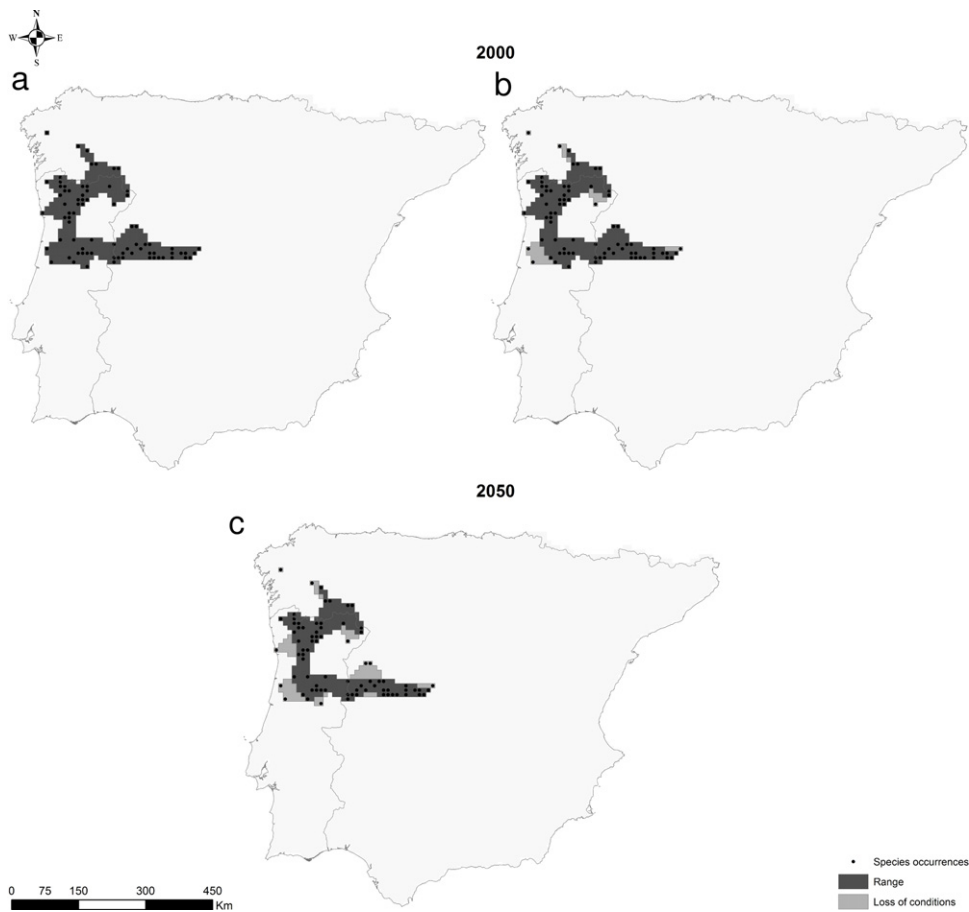 N
W E
S
2000
a
b
2050
c
0 75 150 300 450
Km
Species occurrences
Range
Loss of conditions